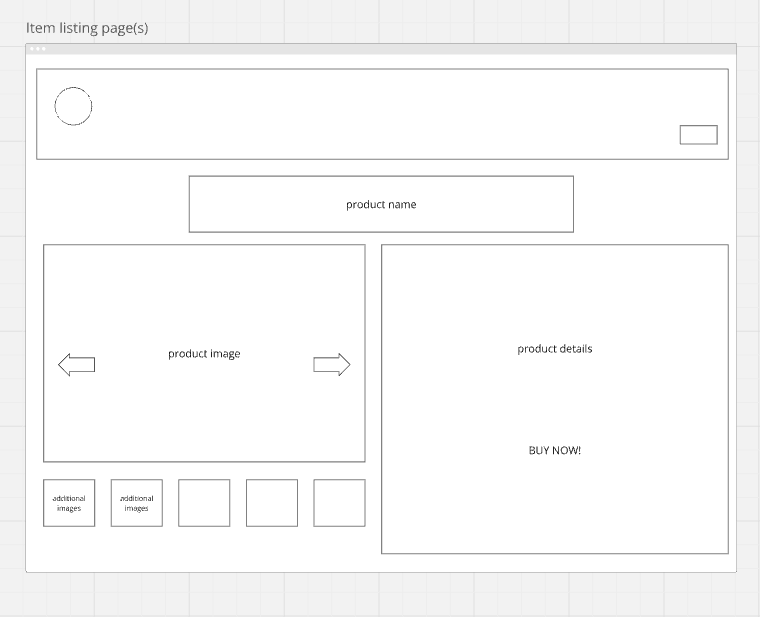 Item listing page(s)
product name
product image
product details
BUY NOW!
additional
images
additional
images